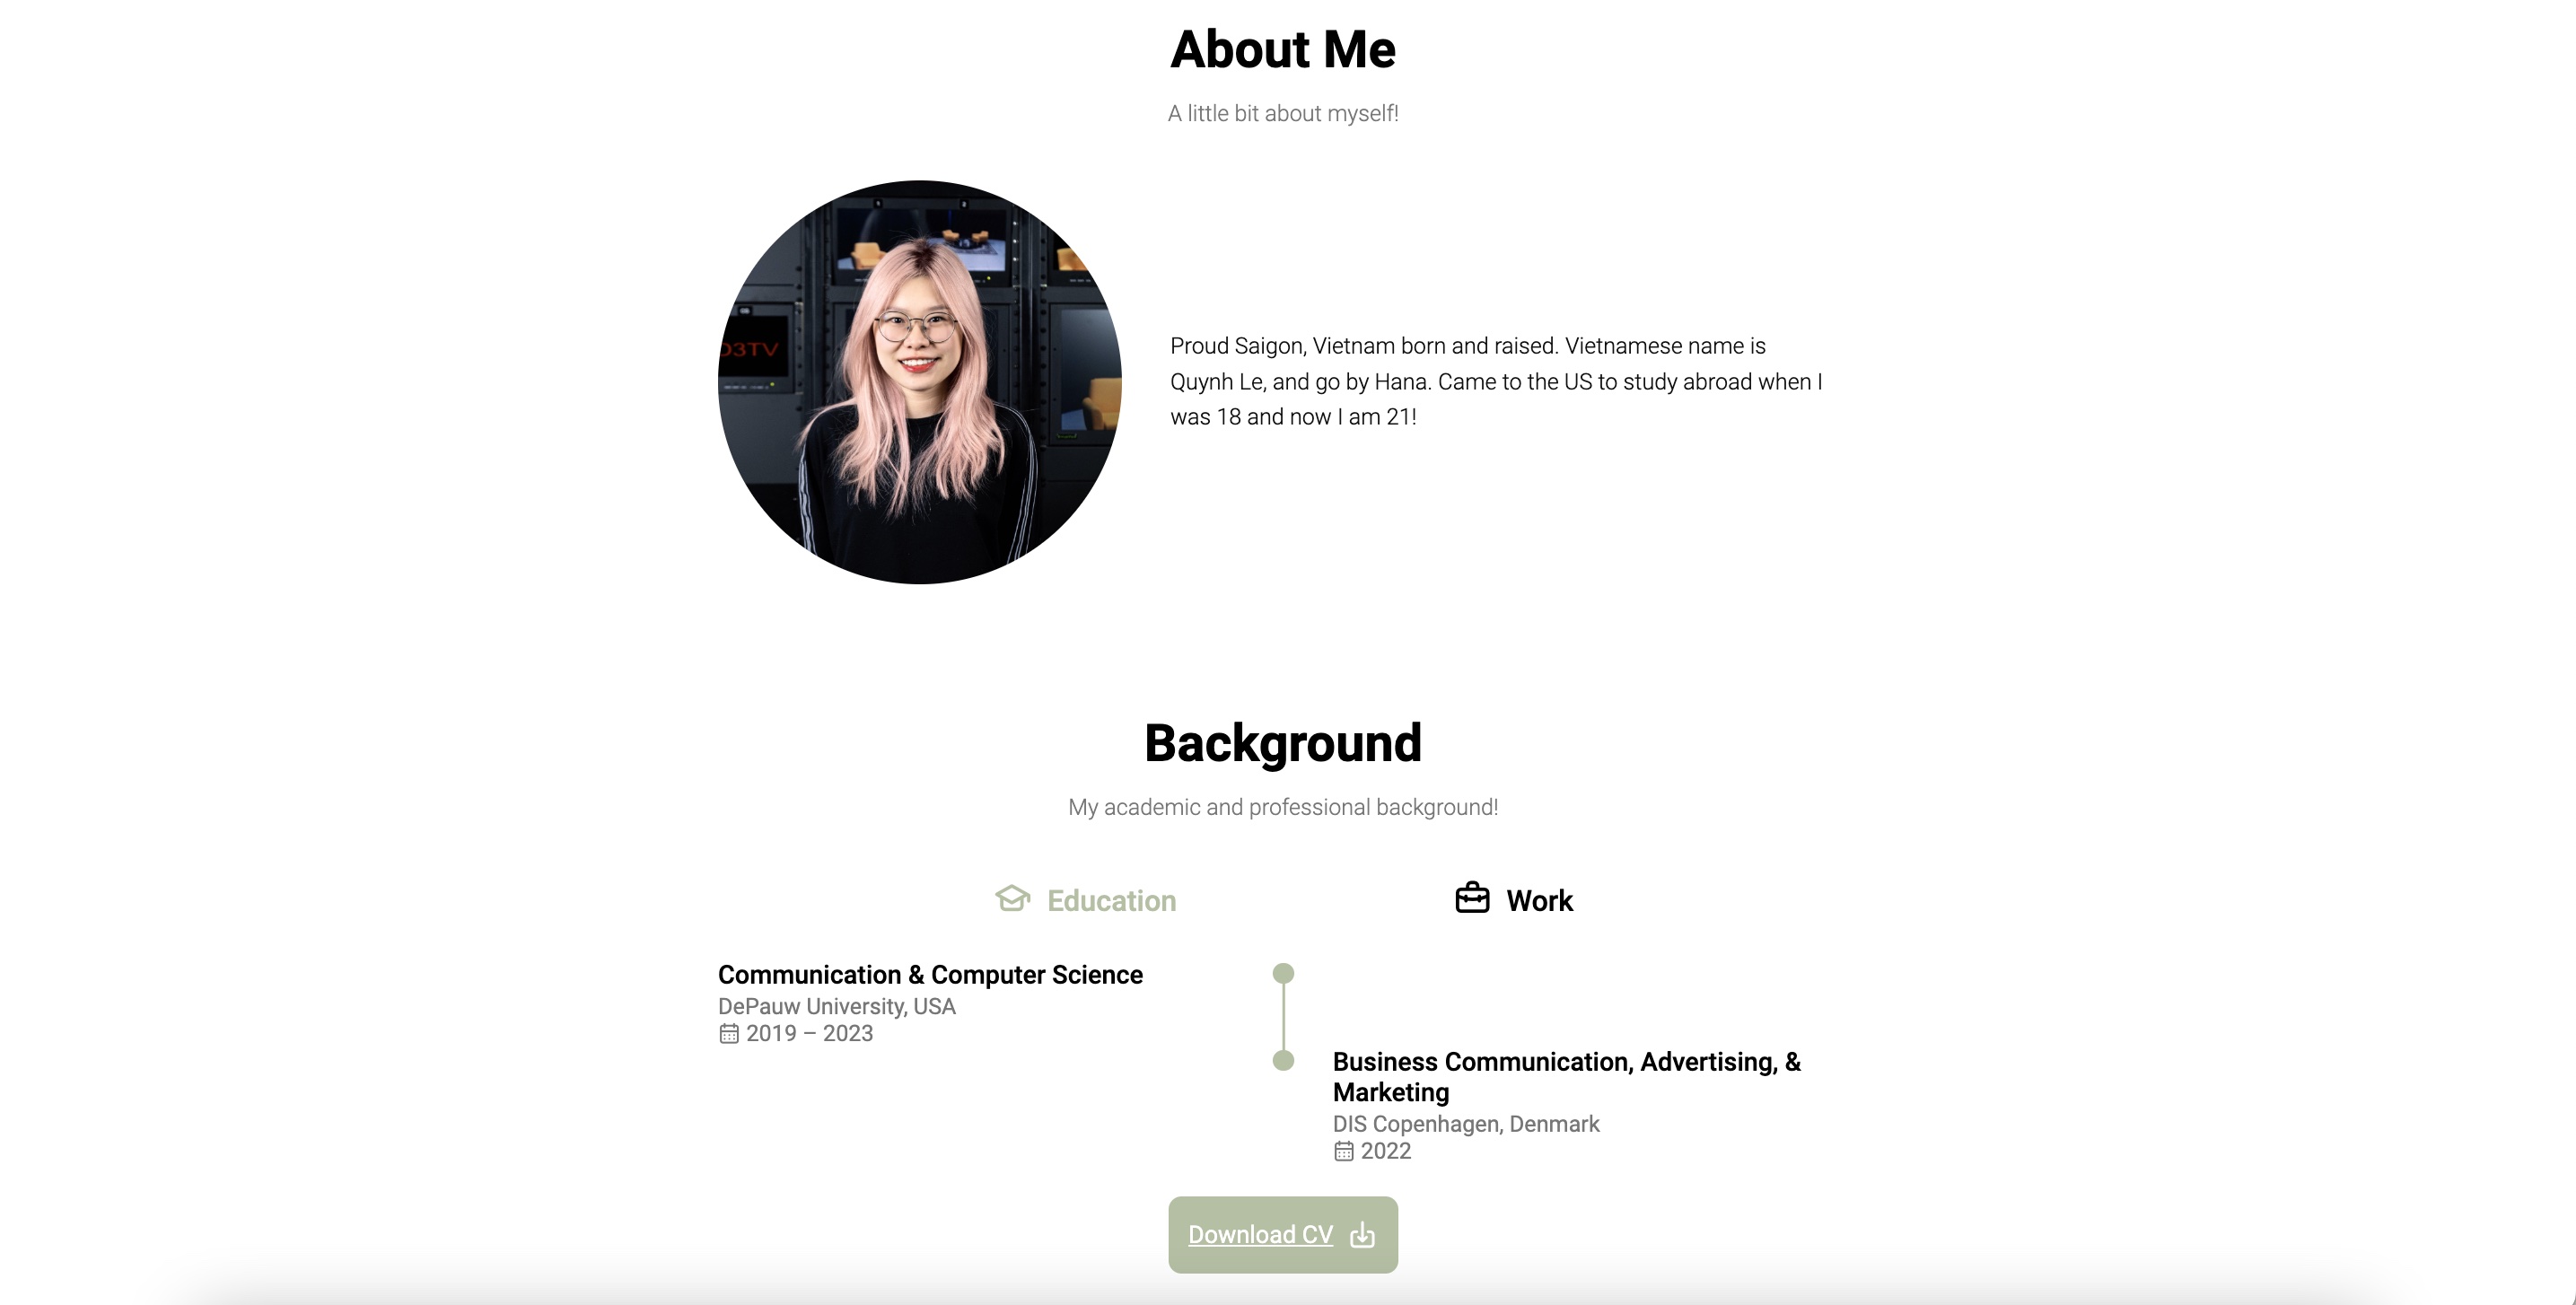 About Me
A little bit about myself!
1
2
D3TV
Proud Saigon, Vietnam born and raised. Vietnamese name is
Quynh Le, and go by Hana. Came to the US to study abroad when I
was 18 and now I am 21!
Background
My academic and professional background!
Education
Work
Communication & Computer Science
DePauw University, USA
2019 – 2023
Business Communication, Advertising, &
Marketing
DIS Copenhagen, Denmark
2022
Download CV